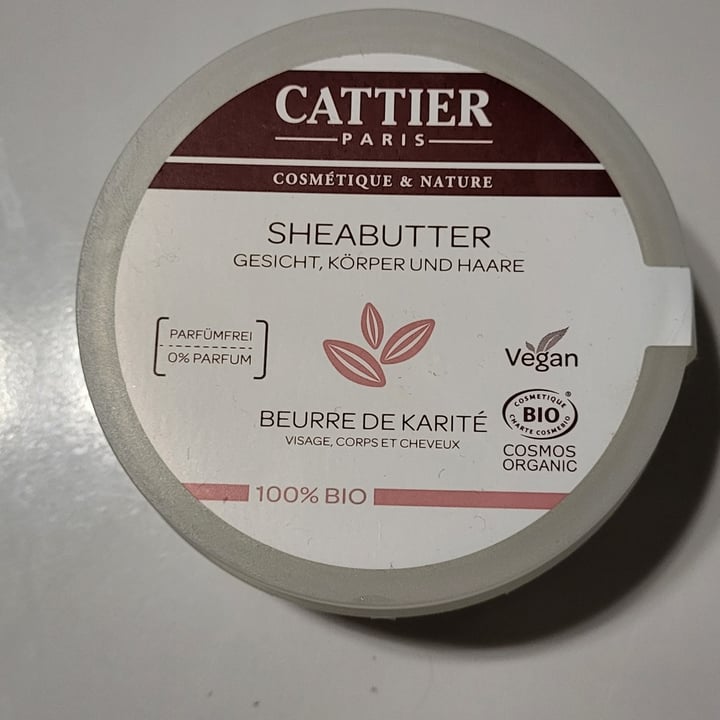 CATTIER
PARIS
COSMÉTIQUE & NATURE
SHEABUTTER
GESICHT, KÖRPER UND HAARE
PARFÜMFREI
0% PARFUM
Vegan
COSMETIQUE
BIO
®
CHARTE COSMEBIO
COSMOS
ORGANIC
BEURRE DE KARITÉ
VISAGE, CORPS ET CHEVEUX
100% BIO